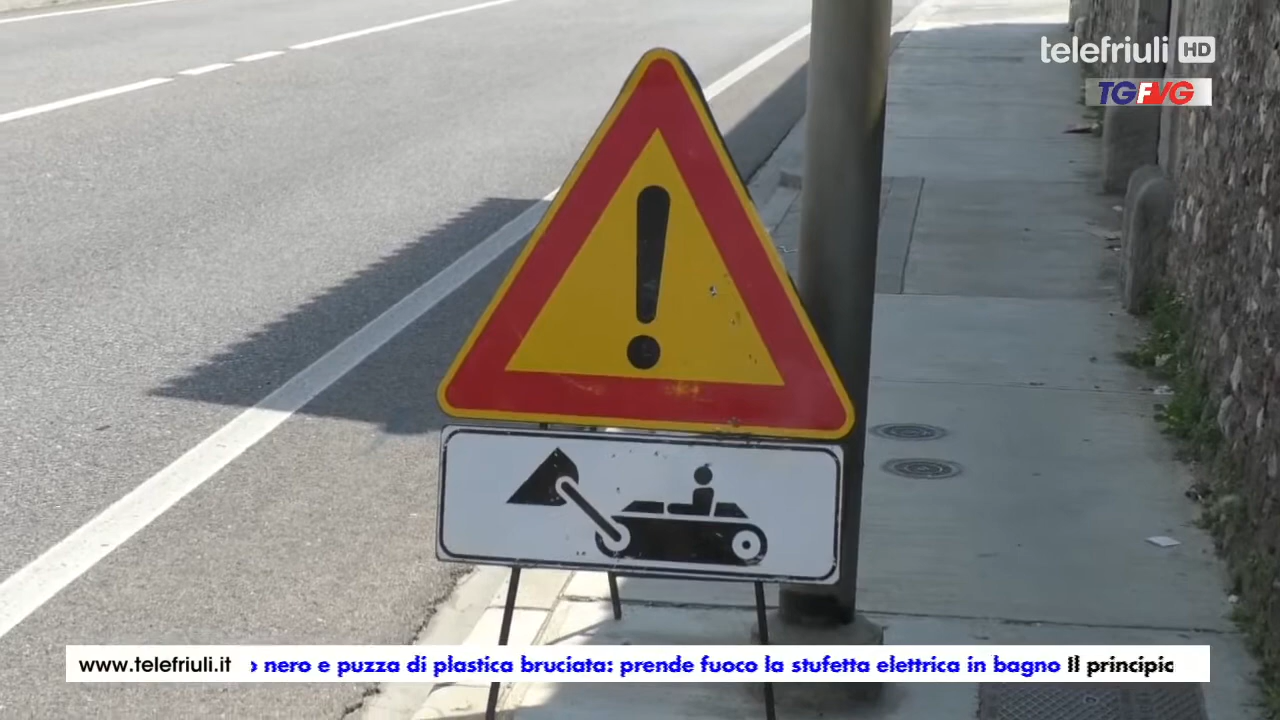 telefriuli HD
TGFVG
!
www.telefriuli.it nero e puzza di plastica bruciata: prende fuoco la stufetta elettrica in bagno Il principio